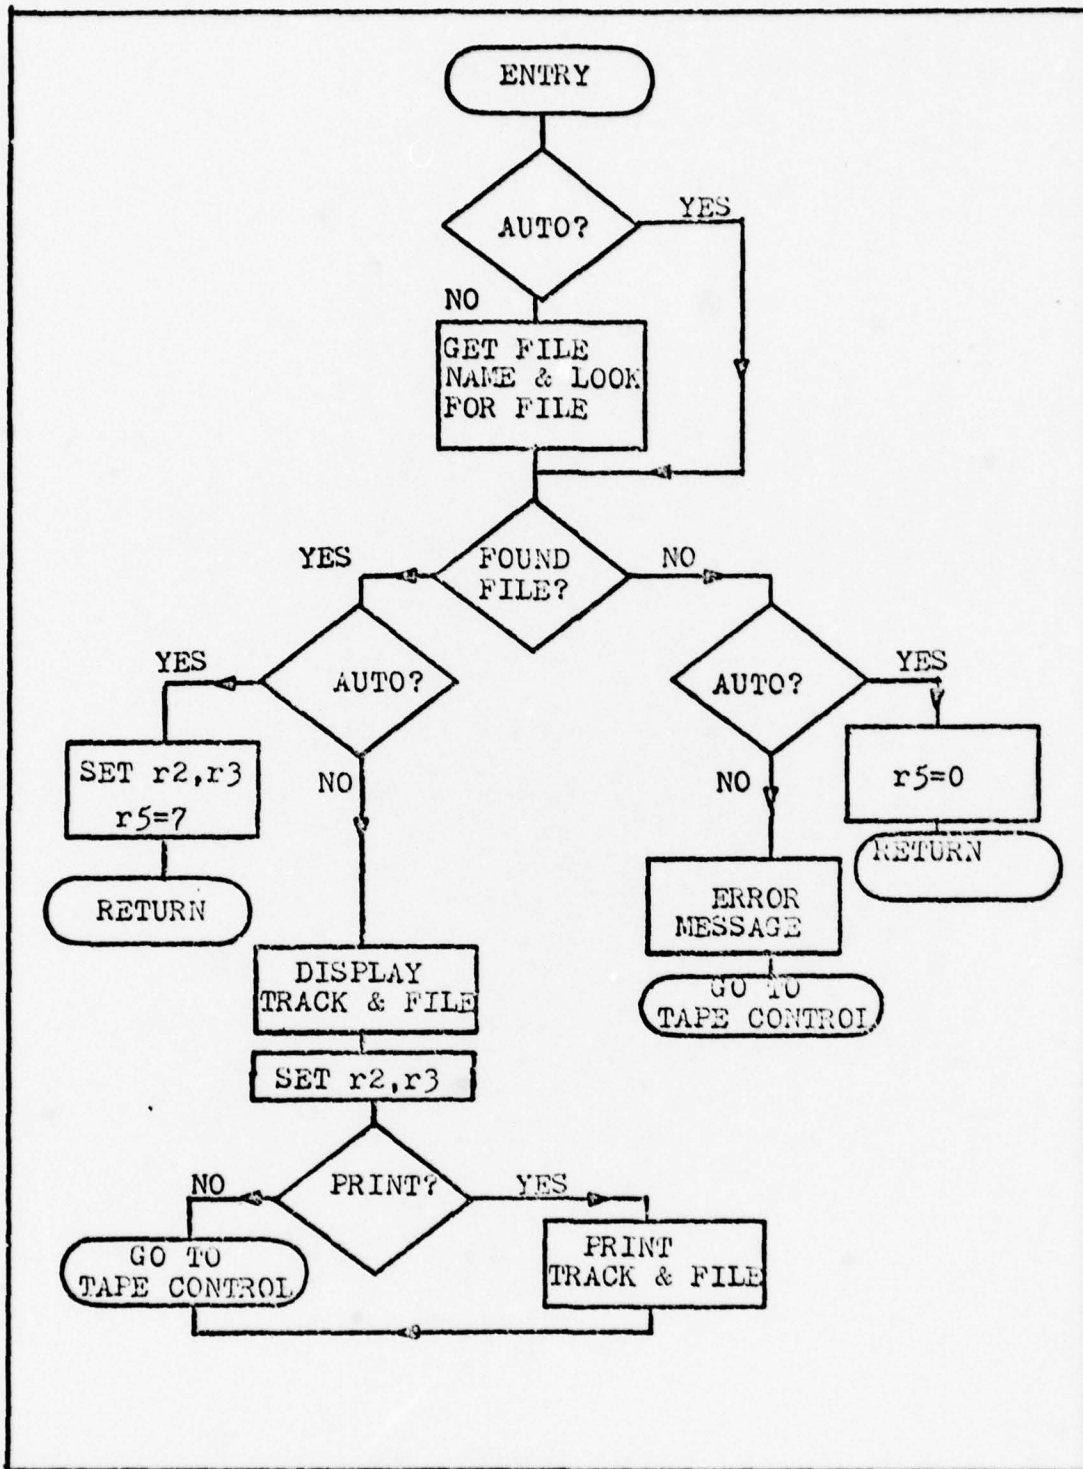 ENTRY
AUTO?
YES
NO
GET FILE
NAME & LOOK
FOR FILE
YES
FOUND
FILE?
NO
YES
AUTO?
NO
AUTO?
YES
NO
SET r2,r3
r5=7
r5=0
RETURN
RETURN
ERROR
MESSAGE
DISPLAY
TRACK & FILE
GO TO
TAPE CONTROL
SET r2,r3
NO
PRINT?
YES
GO TO
TAPE CONTROL
PRINT
TRACK & FILE